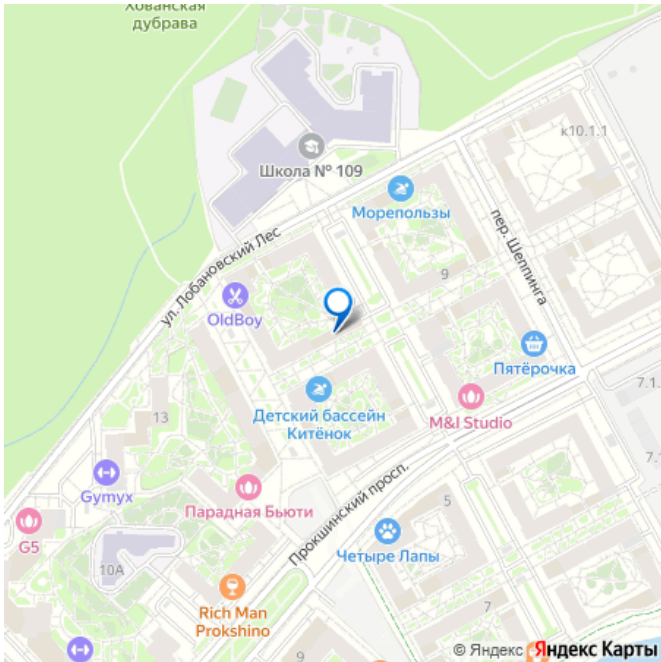 Хованская
дубрава
к10.1.1
Школа № 109
Морепользы
пер. Шеппинга
ул. Лобановский Лес
9
OldBoy
Пятёрочка
7.1.
M&I Studio
Детский бассейн
Китёнок
13
7.1
Gymyx
Парадная Бьюти
Прокшинский просп.
5
G5
Четыре Лапы
10А
Rich Man
Prokshino
7
9
© Яндекс Яндекс Карты